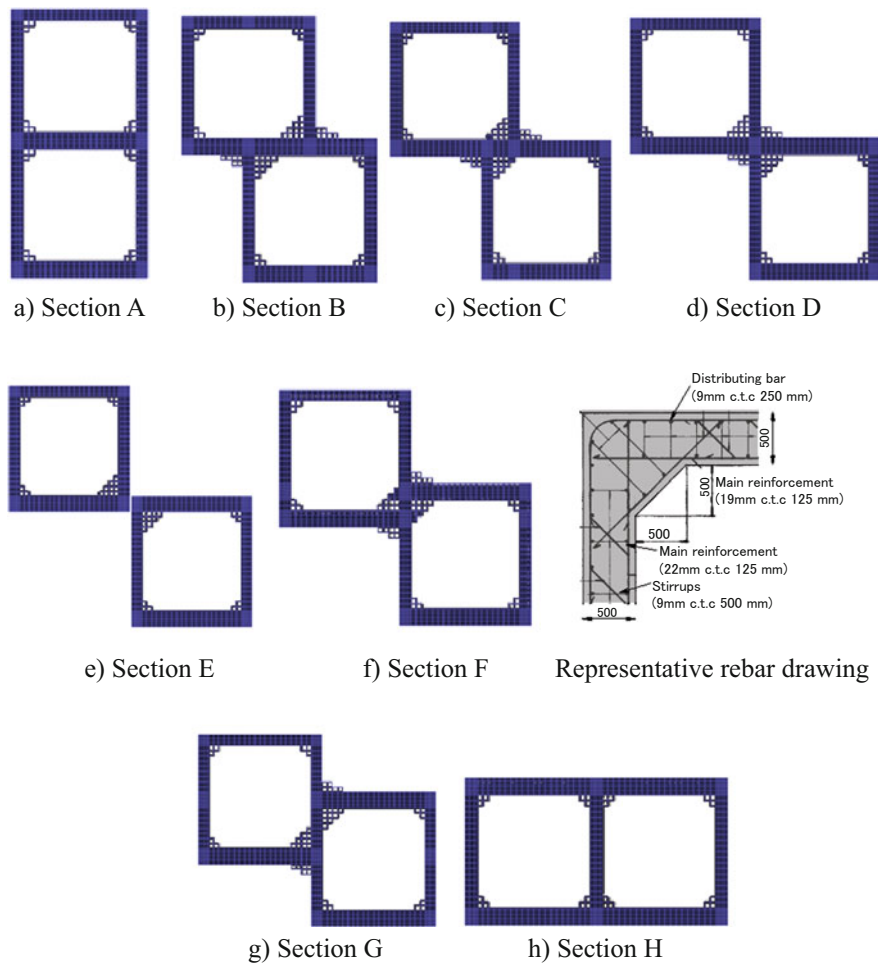 a) Section A
b) Section B
c) Section C
d) Section D
Distributing bar
(9mm c.t.c 250 mm)
500
500
Main reinforcement
(19mm c.t.c 125 mm)
500
Main reinforcement
(22mm c.t.c 125 mm)
Stirrups
(9mm c.t.c 500 mm)
500
e) Section E
f) Section F
Representative rebar drawing
g) Section G
h) Section H